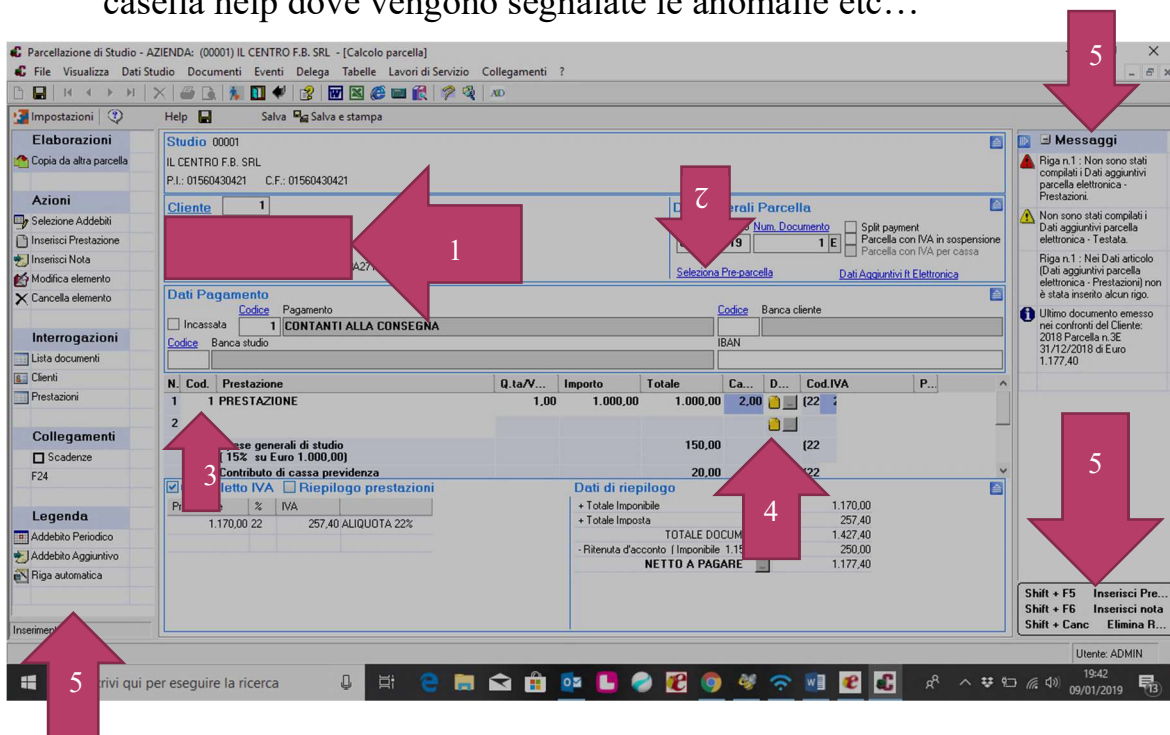 casella help dove vengono segnalate le anomalie etc…
Parcellazione di Studio - AZIENDA: (00001) IL CENTRO F.B. SRL - [Calcolo parcella]
File Visualizza Dati Studio Documenti Eventi Delega Tabelle Lavori di Servizio Collegamenti ?
Impostazioni Help Salva Salva e stampa
Elaborazioni
Copia da altra parcella
Azioni
Selezione Addebiti
Inserisci Prestazione
Inserisci Nota
Modifica elemento
Cancella elemento
Interrogazioni
Lista documenti
Clienti
Prestazioni
Collegamenti
Scadenze
F24
Legenda
Addebito Periodico
Addebito Aggiuntivo
Riga automatica
Studio 00001
IL CENTRO F.B. SRL
P.I.: 01560430421 C.F.: 01560430421
Cliente 1
1
2
Parcella
Num. Documento
19 1 E
Split payment
Parcella con IVA in sospensione
Parcella con IVA per cassa
Seleziona Pre-parcella Dati Aggiuntivi ft Elettronica
Dati Pagamento
Codice Pagamento Codice Banca cliente
Incassata 1 CONTANTI ALLA CONSEGNA
Codice Banca studio IBAN
N. Cod. Prestazione Q.ta/V... Importo Totale Ca... D... Cod.IVA P...
1 1 PRESTAZIONE 1,00 1.000,00 1.000,00 2,00 (22
2
generali di studio 150,00 (22
15% su Euro 1.000,00)
Contributo di cassa previdenza 20,00 (22
3
4
IVA Riepilogo prestazioni
% IVA
1.170,00 22 257,40 ALIQUOTA 22%
Dati di riepilogo
+ Totale Imponibile 1.170,00
+ Totale Imposta 257,40
TOTALE 1.427,40
- Ritenuta d'acconto ( Imponibile 250,00
NETTO A PAGARE ... 1.177,40
5
Messaggi
Riga n.1 : Non sono stati
compilati i Dati aggiuntivi
parcella elettronica -
Prestazioni.
Non sono stati compilati i
Dati aggiuntivi parcella
elettronica - Testata.
Riga n.1 : Nei Dati articolo
(Dati aggiuntivi parcella
elettronica - Prestazioni) non
è stata inserito alcun rigo.
Ultimo documento emesso
nei confronti del Cliente:
2018 Parcella n.3E
31/12/2018 di Euro
1.177,40
5
Shift + F5 Inserisci Pre...
Shift + F6 Inserisci nota
Shift + Canc Elimina R...
Utente: ADMIN
5
qui per eseguire la ricerca
19:42
09/01/2019
13